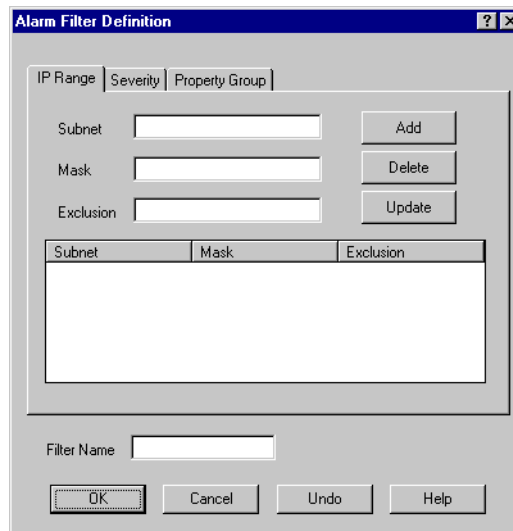 Alarm Filter Definition ? X
IP Range Severity Property Group
Subnet Add
Mask Delete
Exclusion Update
Subnet Mask Exclusion
Filter Name
OK Cancel Undo Help